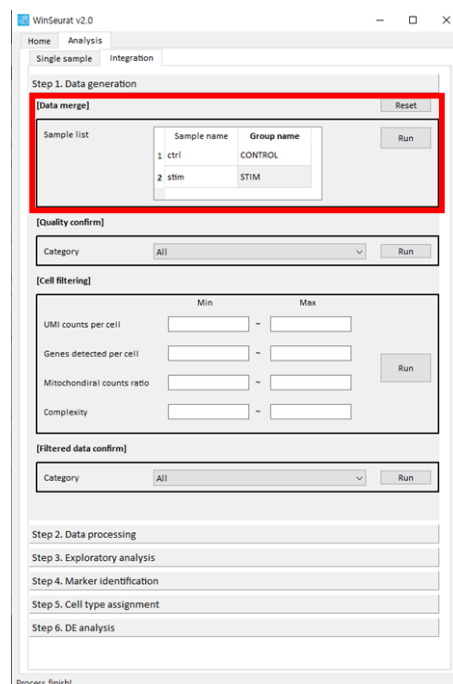 WinSeurat v2.0
Home Analysis
Single sample Integration
Step 1. Data generation
[Data merge] Reset
Sample list Sample name Group name Run
1 ctrl CONTROL
2 stim STIM
[Quality confirm]
Category All Run
[Cell filtering]
Min Max
UMI counts per cell ~
Genes detected per cell ~
Run
Mitochondiral counts ratio ~
Complexity ~
[Filtered data confirm]
Category All Run
Step 2. Data processing
Step 3. Exploratory analysis
Step 4. Marker identification
Step 5. Cell type assignment
Step 6. DE analysis
Process finish!